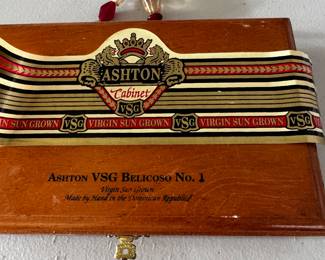 ASHTON
Cabinet
VSG
IN SUN GROWN VSG VIRGIN SUN GROWN VSG VIRGIN SUN GROWN VSG VIRGIN
ASHTON VSG BELICOSO NO. 1
Virgin Sun Grown
Made by Hand in the Dominican Republic